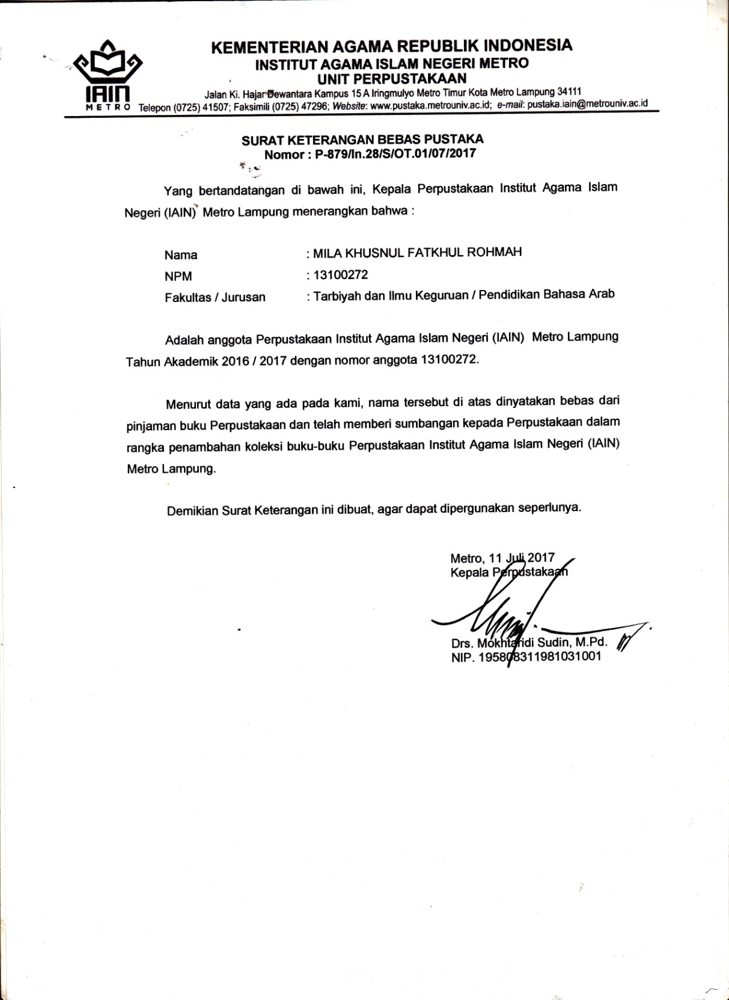 KEMENTERIAN AGAMA REPUBLIK INDONESIA
INSTITUT AGAMA ISLAM NEGERI METRO
UNIT PERPUSTAKAAN
Jalan Ki. Hajar Dewantara Kampus 15 A Iringmulyo Metro Timur Kota Metro Lampung 34111
Telepon (0725) 41507; Faksimili (0725) 47296; Website: www.pustaka.metrouniv.ac.id; e-mail: pustaka.iain@metrouniv.ac.id
IAIN
METRO
SURAT KETERANGAN BEBAS PUSTAKA
Nomor : P-879/In.28/S/OT.01/07/2017
Yang bertandatangan di bawah ini, Kepala Perpustakaan Institut Agama Islam
Negeri (IAIN) Metro Lampung menerangkan bahwa :
Nama : MILA KHUSNUL FATKHUL ROHMAH
NPM : 13100272
Fakultas / Jurusan : Tarbiyah dan Ilmu Keguruan / Pendidikan Bahasa Arab
Adalah anggota Perpustakaan Institut Agama Islam Negeri (IAIN) Metro Lampung
Tahun Akademik 2016 / 2017 dengan nomor anggota 13100272.
Menurut data yang ada pada kami, nama tersebut di atas dinyatakan bebas dari
pinjaman buku Perpustakaan dan telah memberi sumbangan kepada Perpustakaan dalam
rangka penambahan koleksi buku-buku Perpustakaan Institut Agama Islam Negeri (IAIN)
Metro Lampung.
Demikian Surat Keterangan ini dibuat, agar dapat dipergunakan seperlunya.
Metro, 11 Juli 2017
Kepala Perpustakaan
Drs. Mokhtaridi Sudin, M.Pd.
NIP. 195808311981031001